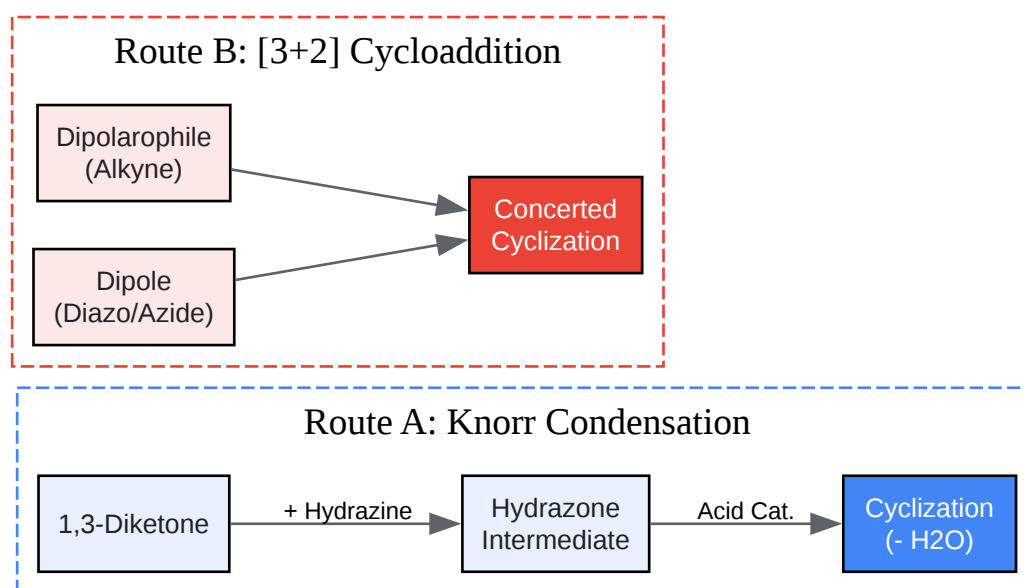 Route B: [3+2] Cycloaddition
Dipolarophile
(Alkyne)
Concerted
Cyclization
Dipole
(Diazo/Azide)
Route A: Knorr Condensation
1,3-Diketone
+ Hydrazine
Hydrazone
Intermediate
Acid Cat.
Cyclization
(- H2O)